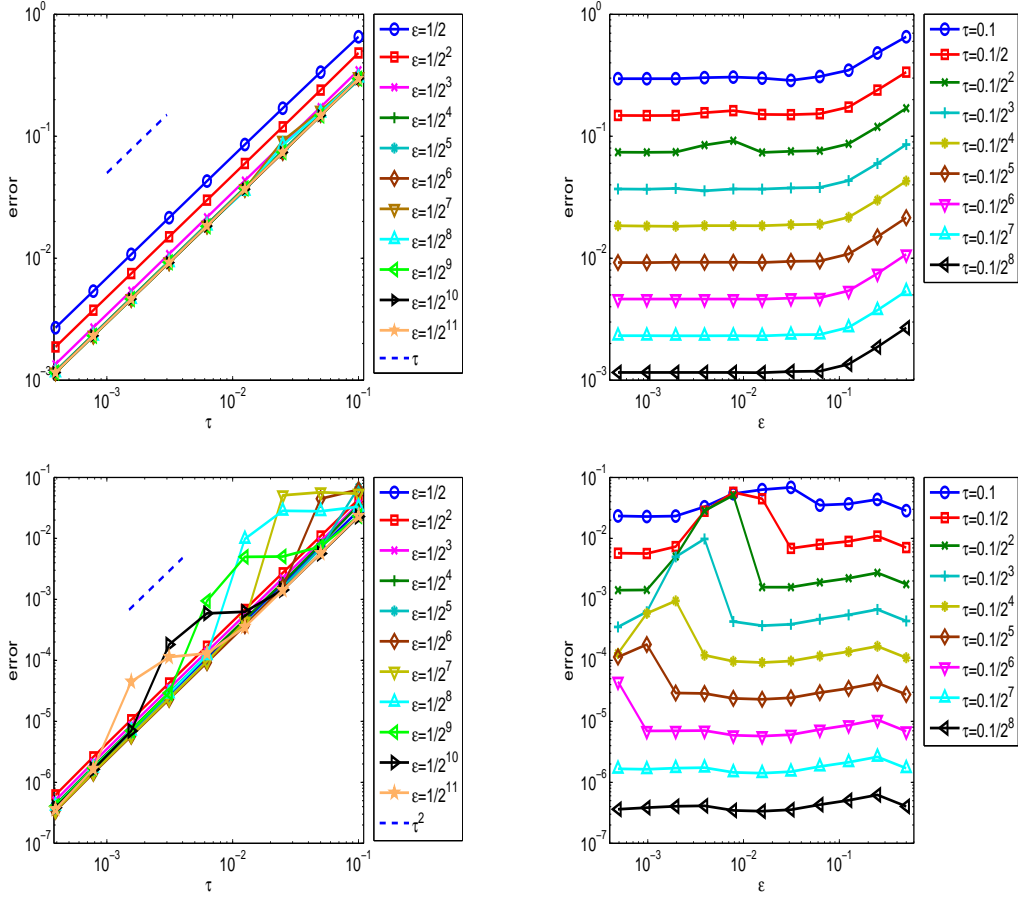 10^0
10^-1
10^-2
10^-3
error
10^-3
10^-2
10^-1
τ
ε=1/2
ε=1/2^2
ε=1/2^3
ε=1/2^4
ε=1/2^5
ε=1/2^6
ε=1/2^7
ε=1/2^8
ε=1/2^9
ε=1/2^10
ε=1/2^11
τ
10^0
10^-1
10^-2
10^-3
error
10^-3
10^-2
10^-1
ε
τ=0.1
τ=0.1/2
τ=0.1/2^2
τ=0.1/2^3
τ=0.1/2^4
τ=0.1/2^5
τ=0.1/2^6
τ=0.1/2^7
τ=0.1/2^8
10^-1
10^-2
10^-3
10^-4
10^-5
10^-6
10^-7
error
10^-3
10^-2
10^-1
τ
ε=1/2
ε=1/2^2
ε=1/2^3
ε=1/2^4
ε=1/2^5
ε=1/2^6
ε=1/2^7
ε=1/2^8
ε=1/2^9
ε=1/2^10
ε=1/2^11
τ^2
10^-1
10^-2
10^-3
10^-4
10^-5
10^-6
10^-7
error
10^-3
10^-2
10^-1
ε
τ=0.1
τ=0.1/2
τ=0.1/2^2
τ=0.1/2^3
τ=0.1/2^4
τ=0.1/2^5
τ=0.1/2^6
τ=0.1/2^7
τ=0.1/2^8